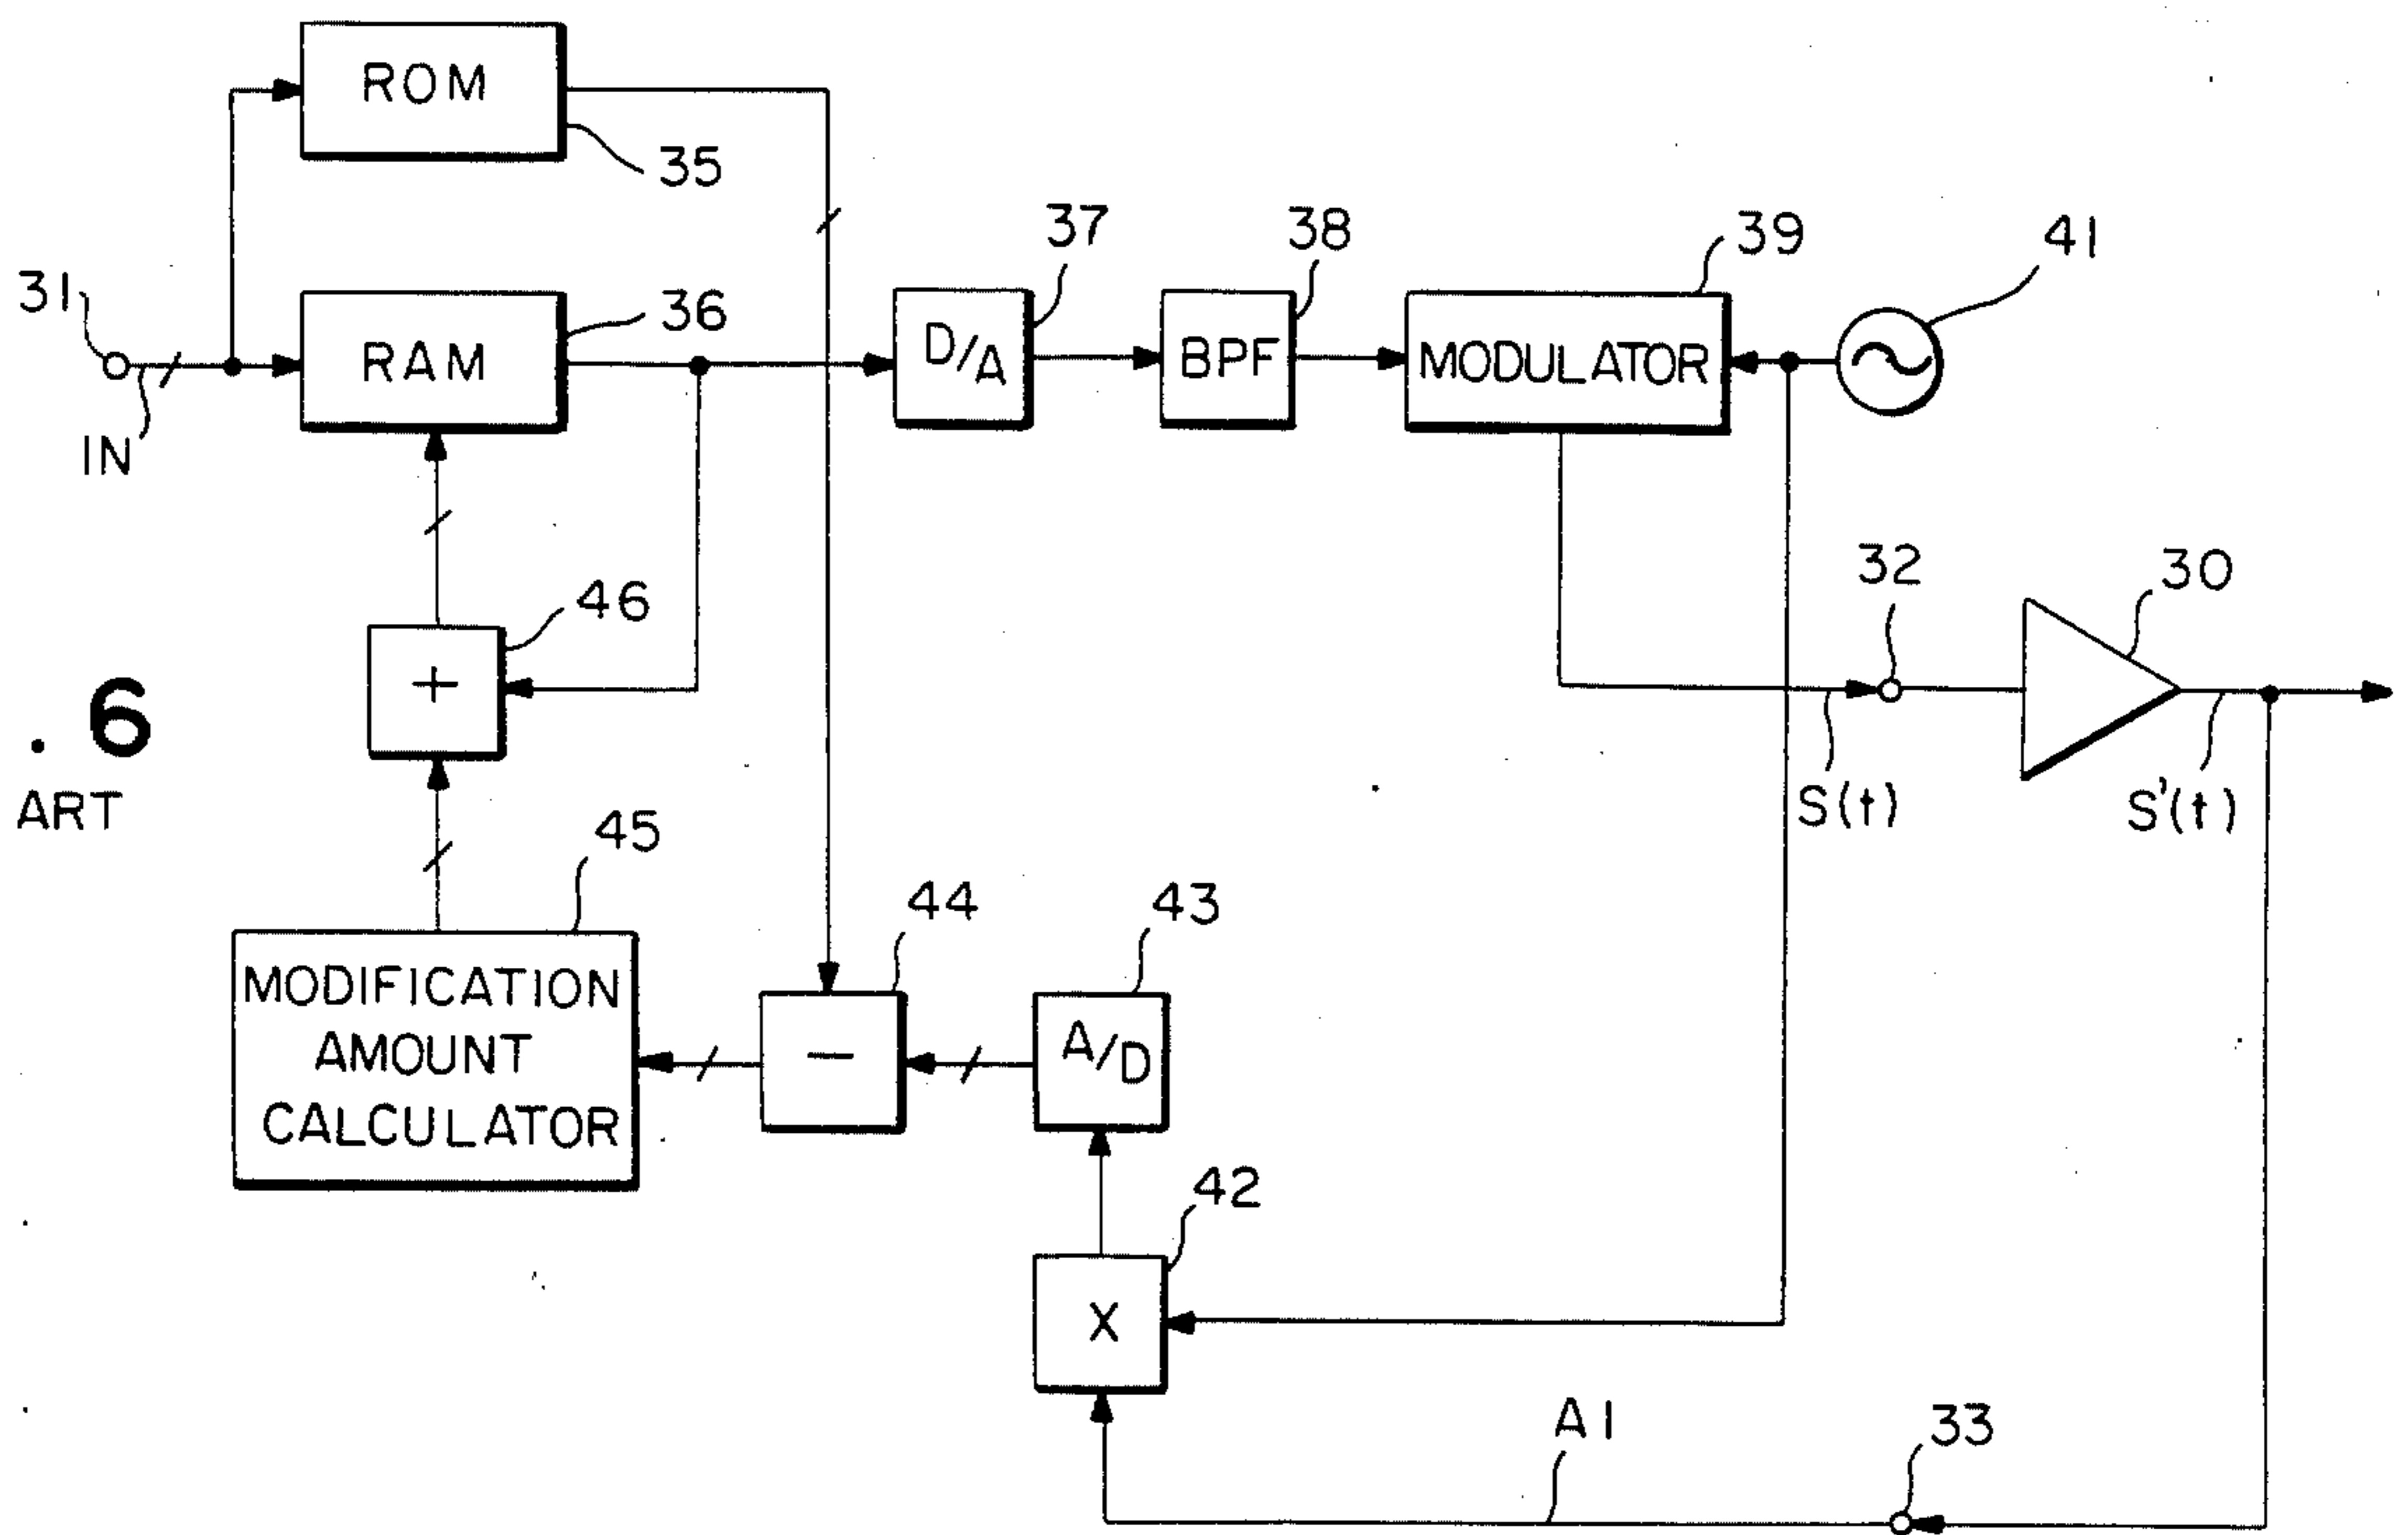 ROM
35
37
38
39
41
31
36
RAM
D/A
BPF
MODULATOR
IN
32
30
46
+
. 6
ART
S(t)
S'(t)
45
44
43
MODIFICATION
AMOUNT
CALCULATOR
−
A/D
42
X
A1
33